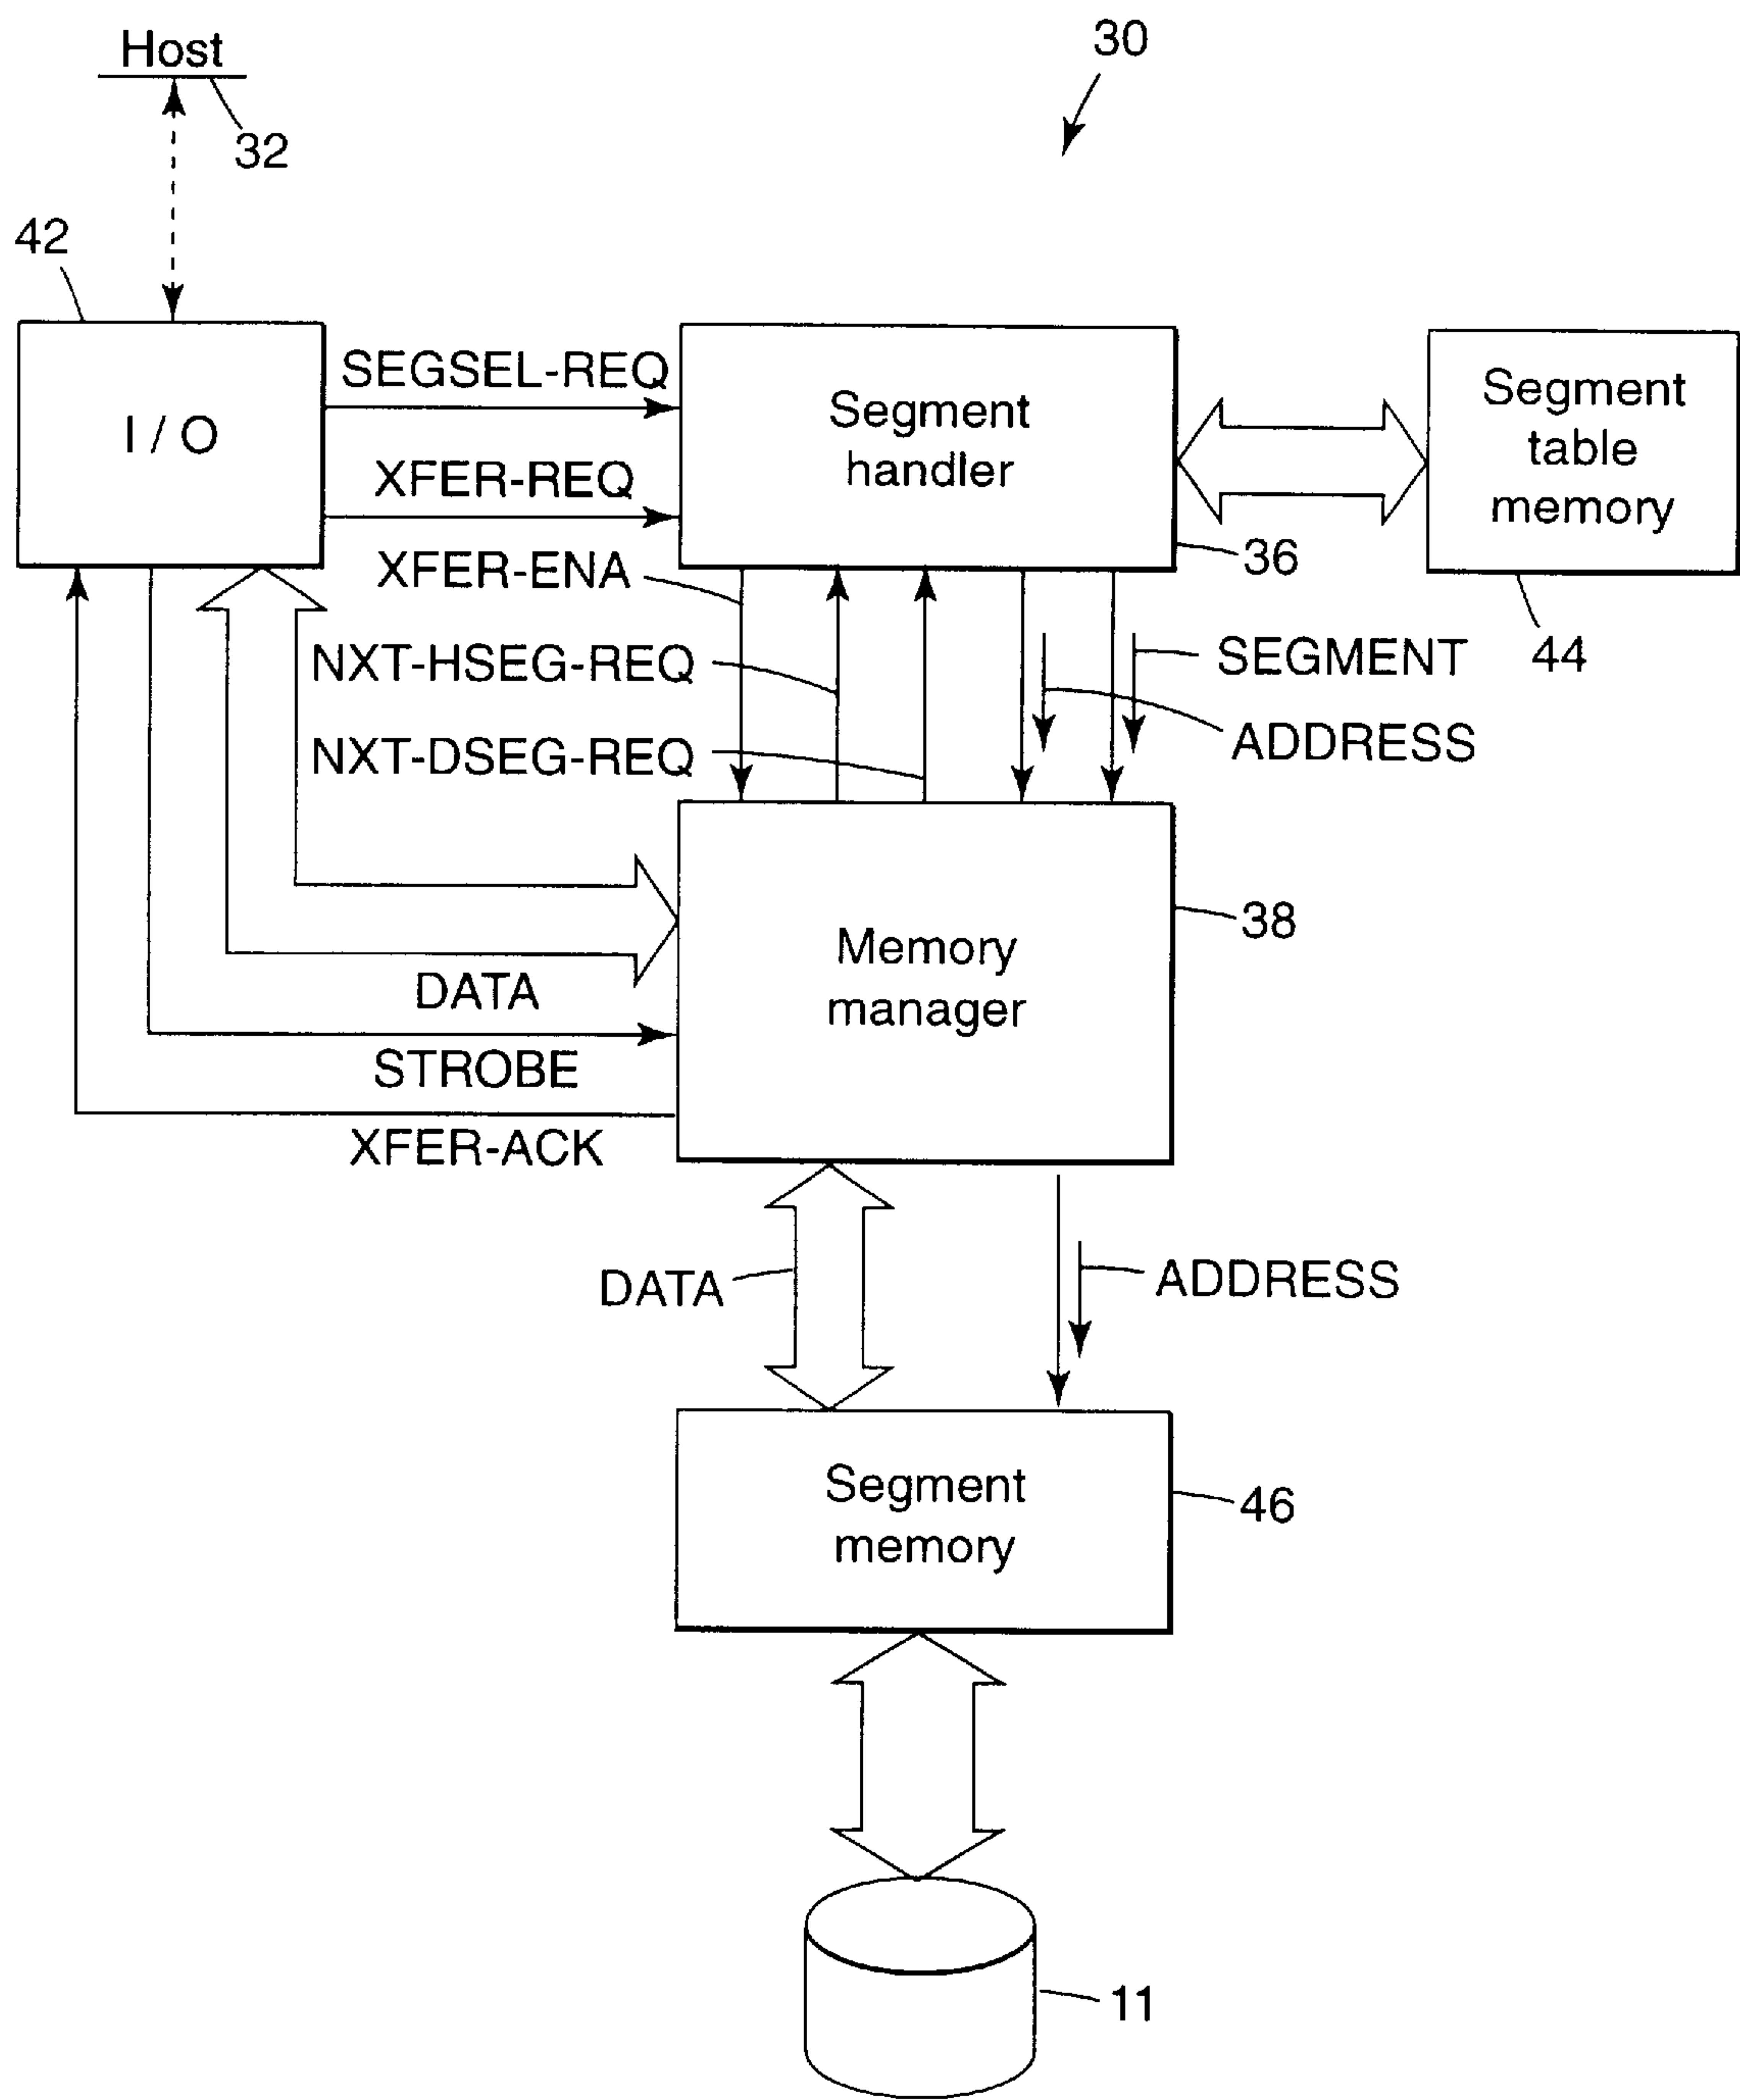 Host
30
32
42
SEGSEL-REQ
I / O
Segment
handler
Segment
table
memory
XFER-REQ
XFER-ENA
36
44
NXT-HSEG-REQ
SEGMENT
NXT-DSEG-REQ
ADDRESS
38
Memory
manager
DATA
STROBE
XFER-ACK
DATA
ADDRESS
Segment
memory
46
11